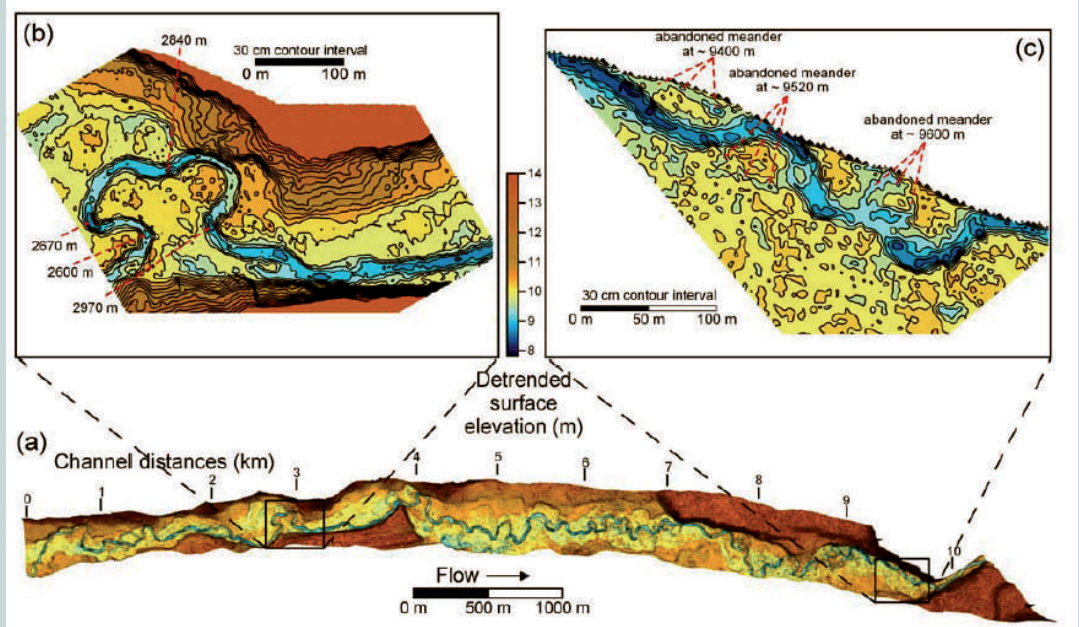 (b)
2840 m
30 cm contour interval
0 m 100 m
2670 m
2600 m
2970 m
abandoned meander
at ~ 9400 m
(c)
abandoned meander
at ~ 9520 m
abandoned meander
at ~ 9600 m
30 cm contour interval
0 m 50 m 100 m
14
13
12
11
10
9
8
Detrended
surface
elevation (m)
(a)
Channel distances (km)
0 1 2 3 4 5 6 7 8 9 10
Flow
0 m 500 m 1000 m